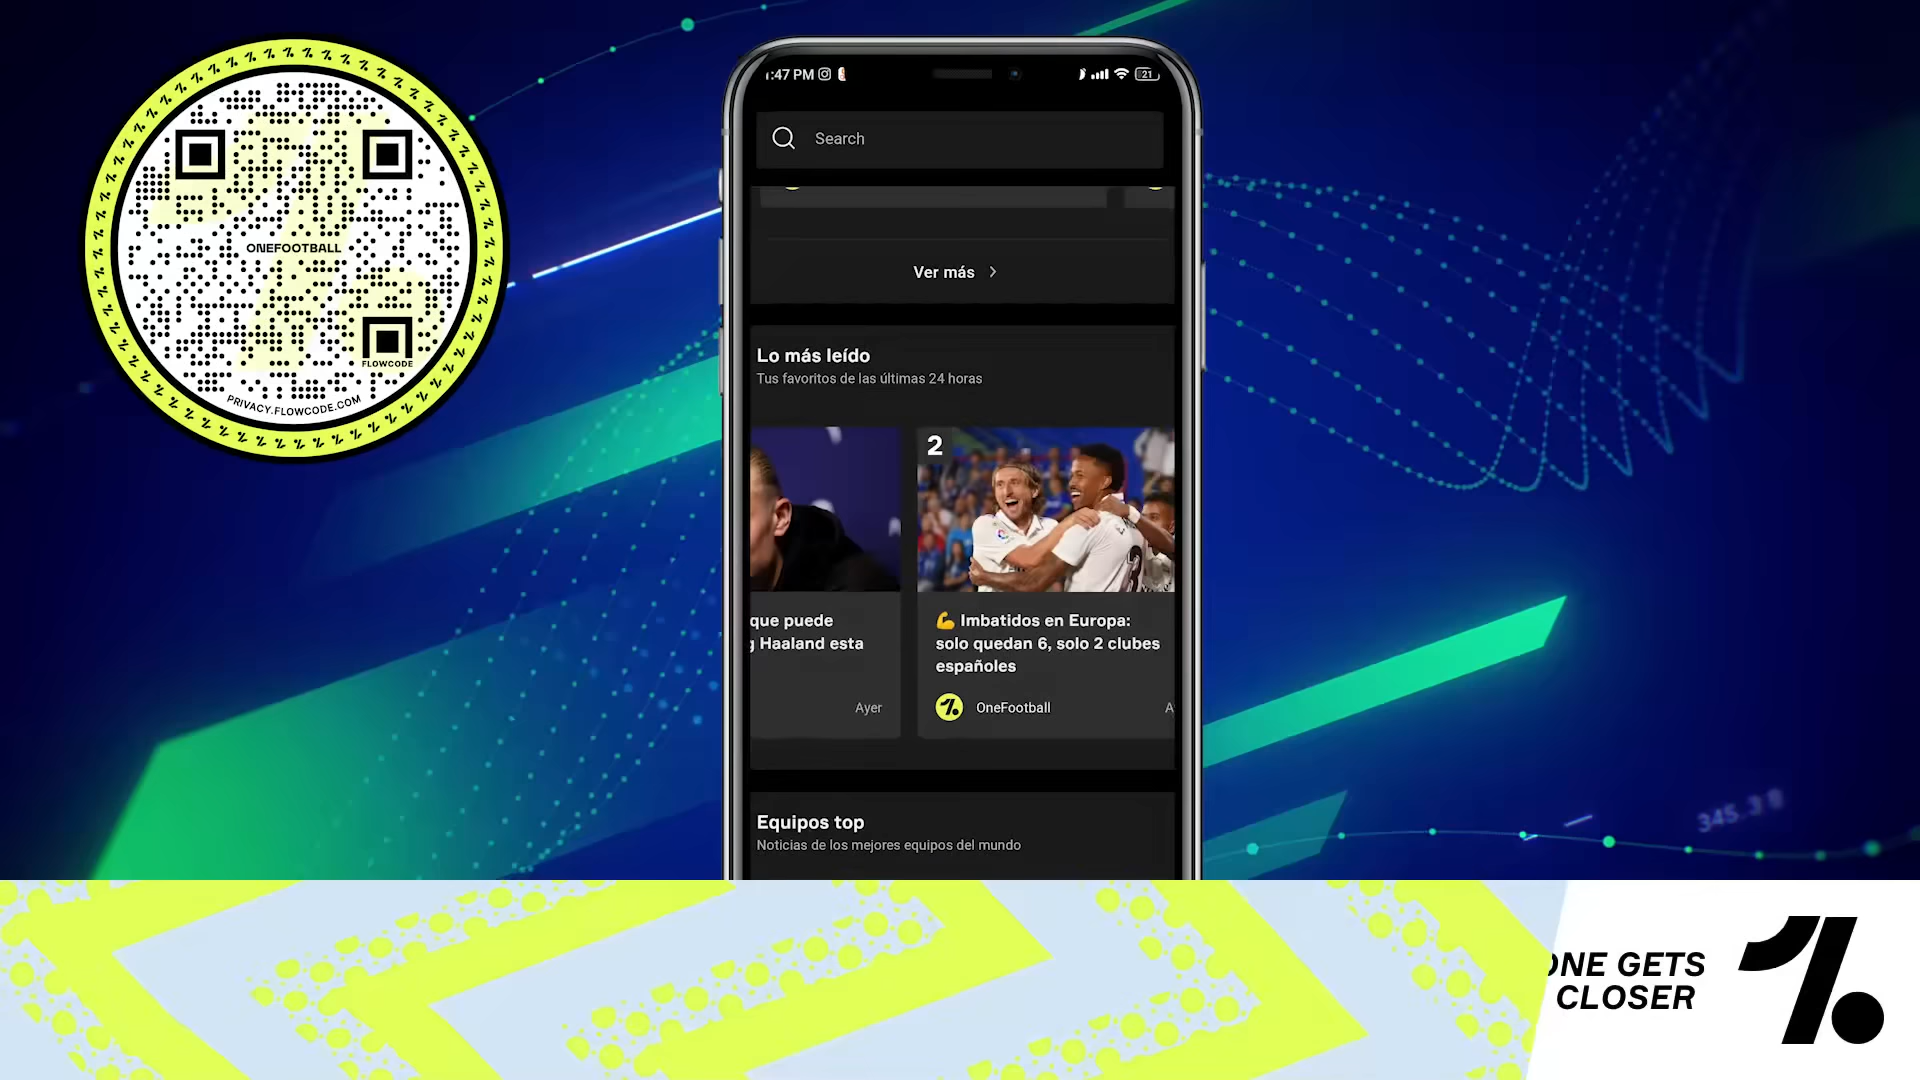 ONEFOOTBALL
FLOWCODE
PRIVACY.FLOWCODE.COM
:47 PM
21
Search
Ver más
Lo más leído
Tus favoritos de las últimas 24 horas
que puede
Haaland esta
Ayer
2
💪 Imbatidos en Europa:
solo quedan 6, solo 2 clubes
españoles
OneFootball
A
Equipos top
Noticias de los mejores equipos del mundo
ONE GETS
CLOSER